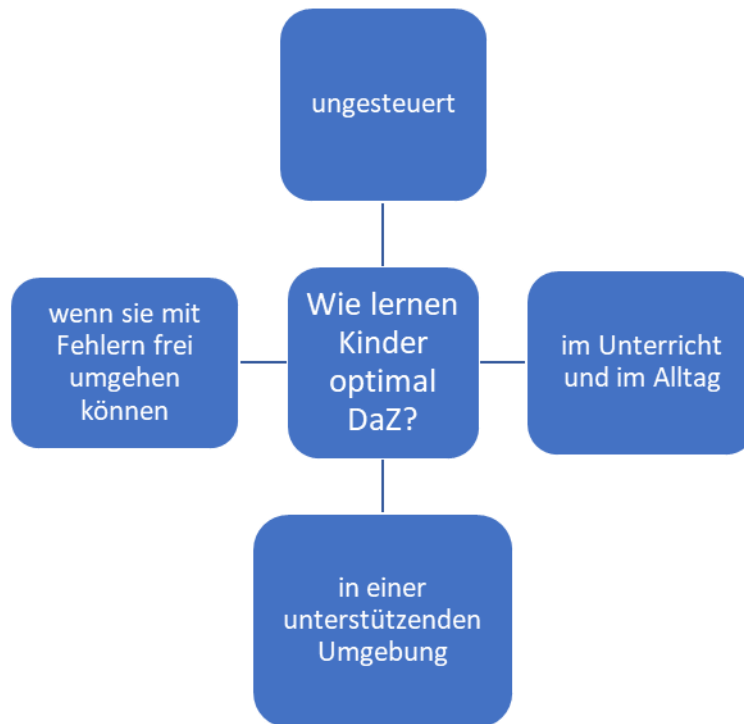 ungesteuert
wenn sie mit
Fehlern frei
umgehen
können
Wie lernen
Kinder
optimal
DaZ?
im Unterricht
und im Alltag
in einer
unterstützenden
Umgebung